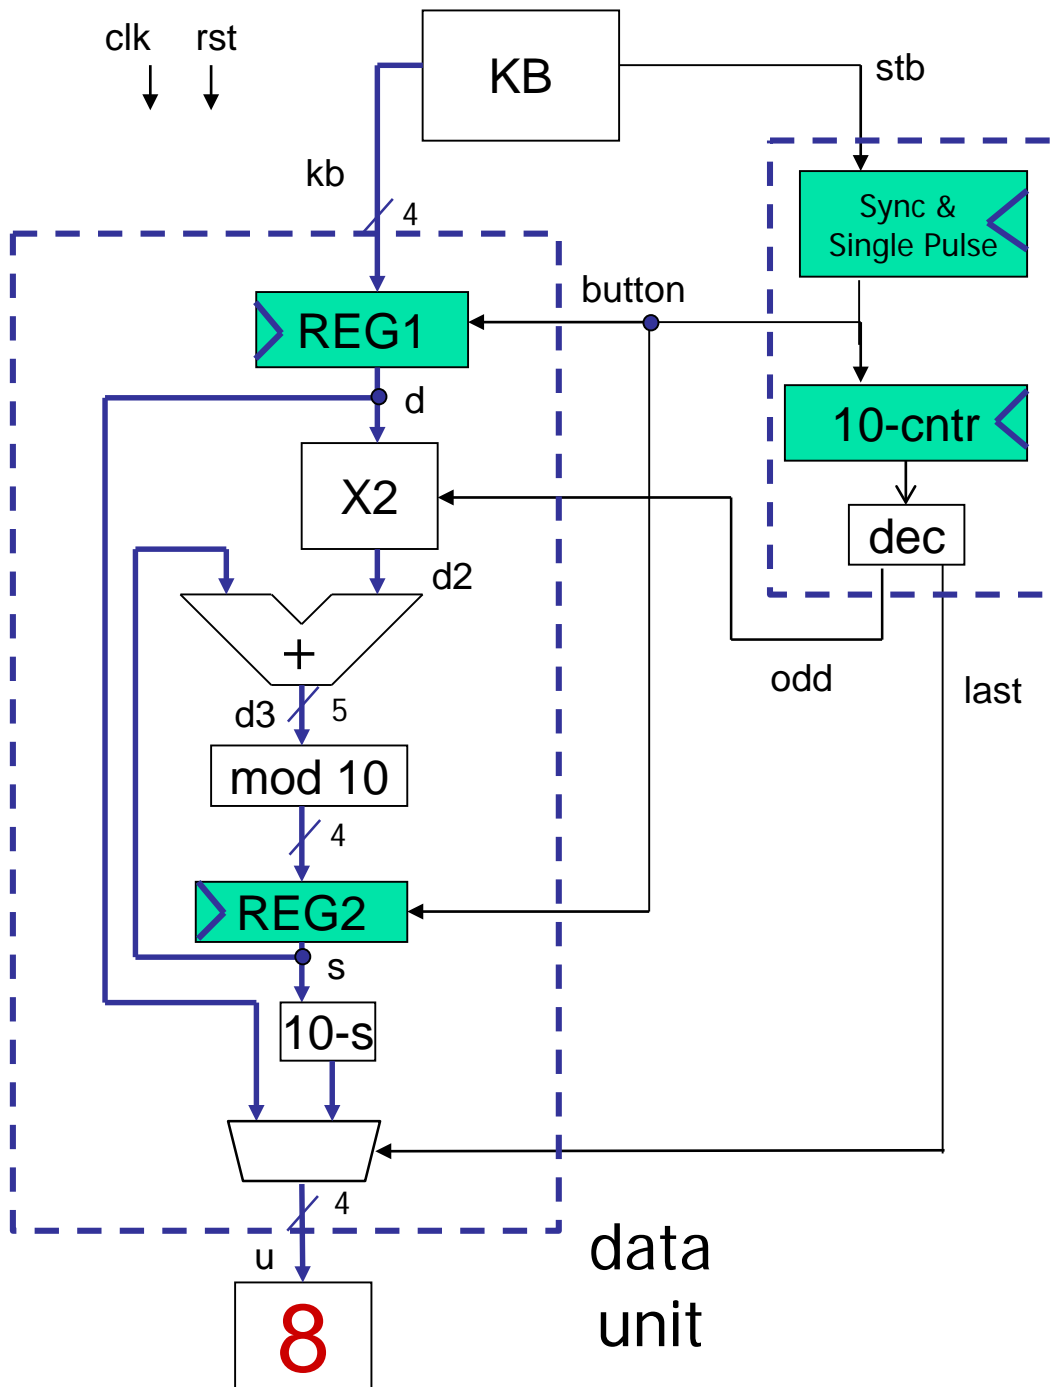 clk rst
KB
stb
kb
4
Sync &
Single Pulse
button
REG1
d
10-cntr
X2
dec
d2
+
odd
last
d3
5
mod 10
4
REG2
s
10-s
4
u
data
unit
8